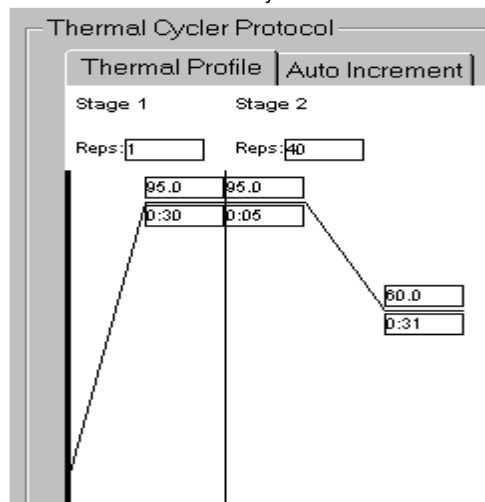 Thermal Cycler Protocol
Thermal Profile Auto Increment
Stage 1 Stage 2
Reps: 1 Reps: 40
95.0 95.0
0:30 0:05
60.0
0:31